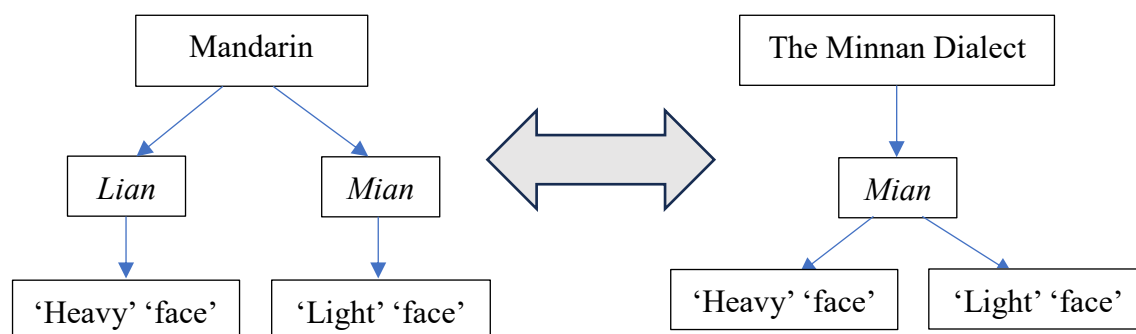 Mandarin
The Minnan Dialect
Lian
Mian
Mian
‘Heavy’ ‘face’
‘Light’ ‘face’
‘Heavy’ ‘face’
‘Light’ ‘face’